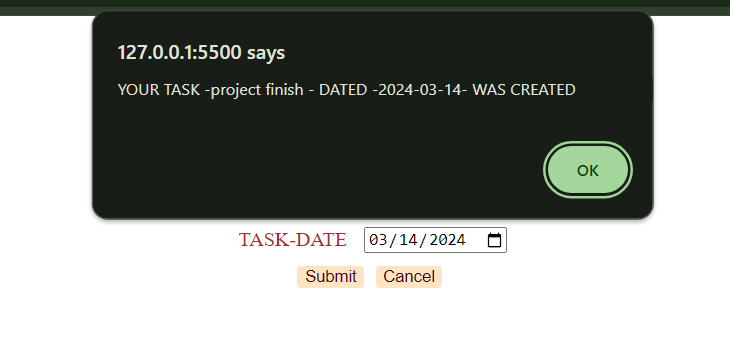 127.0.0.1:5500 says
YOUR TASK -project finish - DATED -2024-03-14- WAS CREATED
OK
TASK-DATE 03/14/2024
Submit Cancel